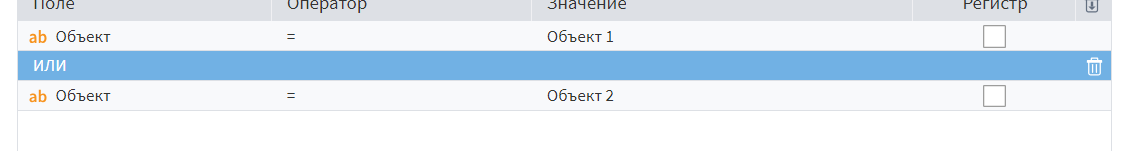 Поле Оператор Значение Регистр
ab Объект = Объект 1
ИЛИ
ab Объект = Объект 2